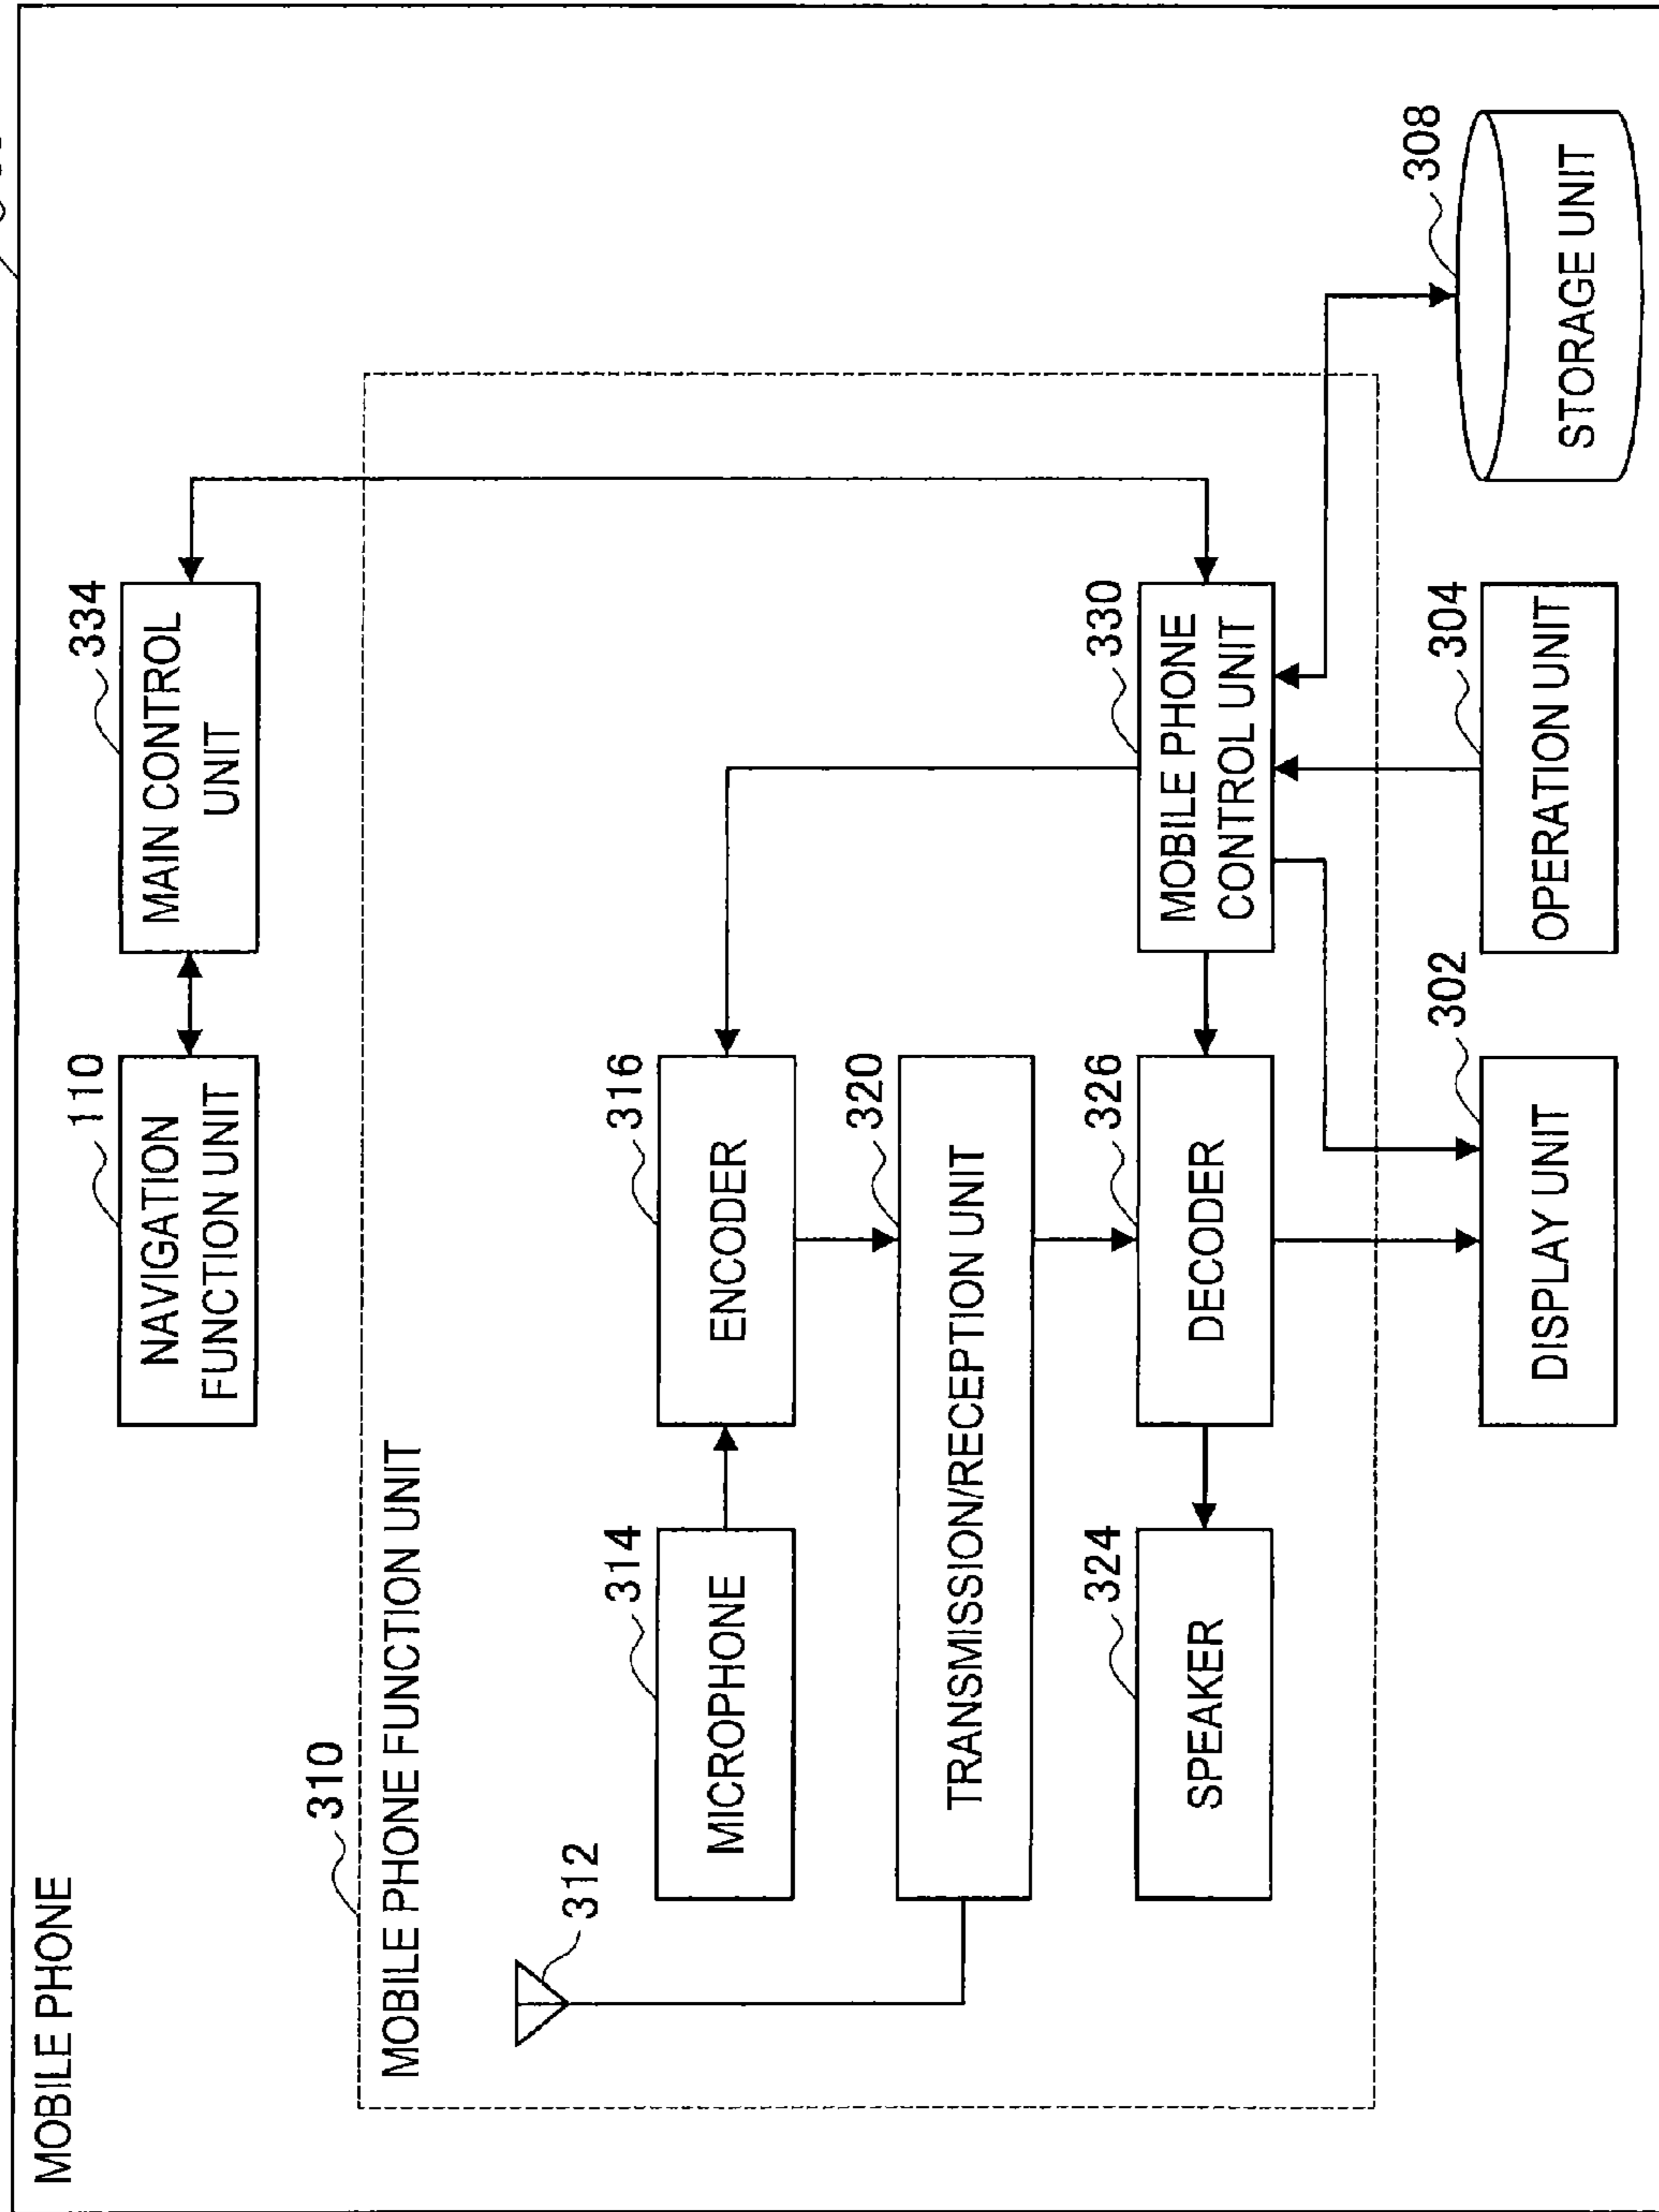 MOBILE PHONE
110
NAVIGATION
FUNCTION UNIT
334
MAIN CONTROL
UNIT
310
MOBILE PHONE FUNCTION UNIT
312
314
MICROPHONE
316
ENCODER
320
TRANSMISSION/RECEPTION UNIT
324
SPEAKER
326
DECODER
330
MOBILE PHONE
CONTROL UNIT
302
DISPLAY UNIT
304
OPERATION UNIT
308
STORAGE UNIT